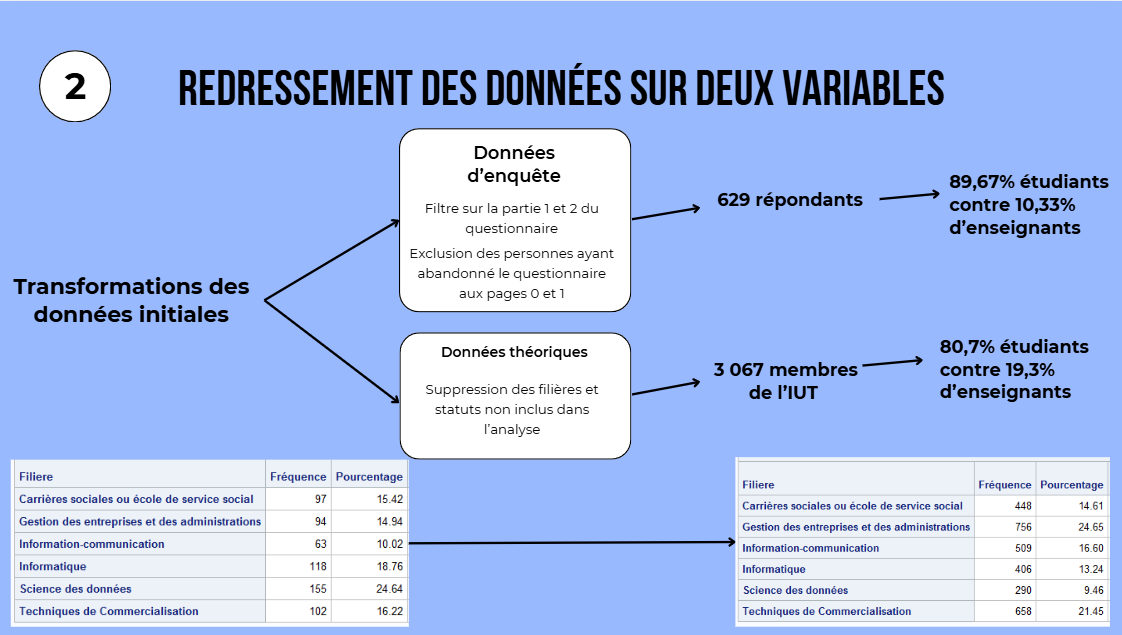 2
REDRESSEMENT DES DONNÉES SUR DEUX VARIABLES
Transformations des
données initiales
Données
d’enquête
Filtre sur la partie 1 et 2 du
questionnaire
Exclusion des personnes ayant
abandonné le questionnaire
aux pages 0 et 1
629 répondants
89,67% étudiants
contre 10,33%
d’enseignants
Données théoriques
Suppression des filières et
statuts non inclus dans
l’analyse
3 067 membres
de l’IUT
80,7% étudiants
contre 19,3%
d’enseignants
Filiere Fréquence Pourcentage
Carrières sociales ou école de service social 97 15.42
Gestion des entreprises et des administrations 94 14.94
Information-communication 63 10.02
Informatique 118 18.76
Science des données 155 24.64
Techniques de Commercialisation 102 16.22
Filiere Fréquence Pourcentage
Carrières sociales ou école de service social 448 14.61
Gestion des entreprises et des administrations 756 24.65
Information-communication 509 16.60
Informatique 406 13.24
Science des données 290 9.46
Techniques de Commercialisation 658 21.45